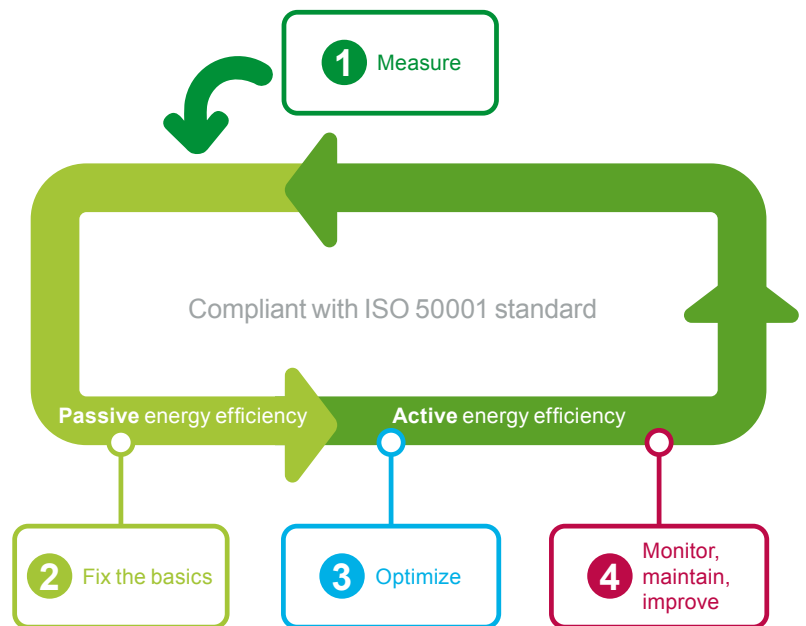 1 Measure
Compliant with ISO 50001 standard
Passive energy efficiency
Active energy efficiency
2 Fix the basics
3 Optimize
4 Monitor,
maintain,
improve